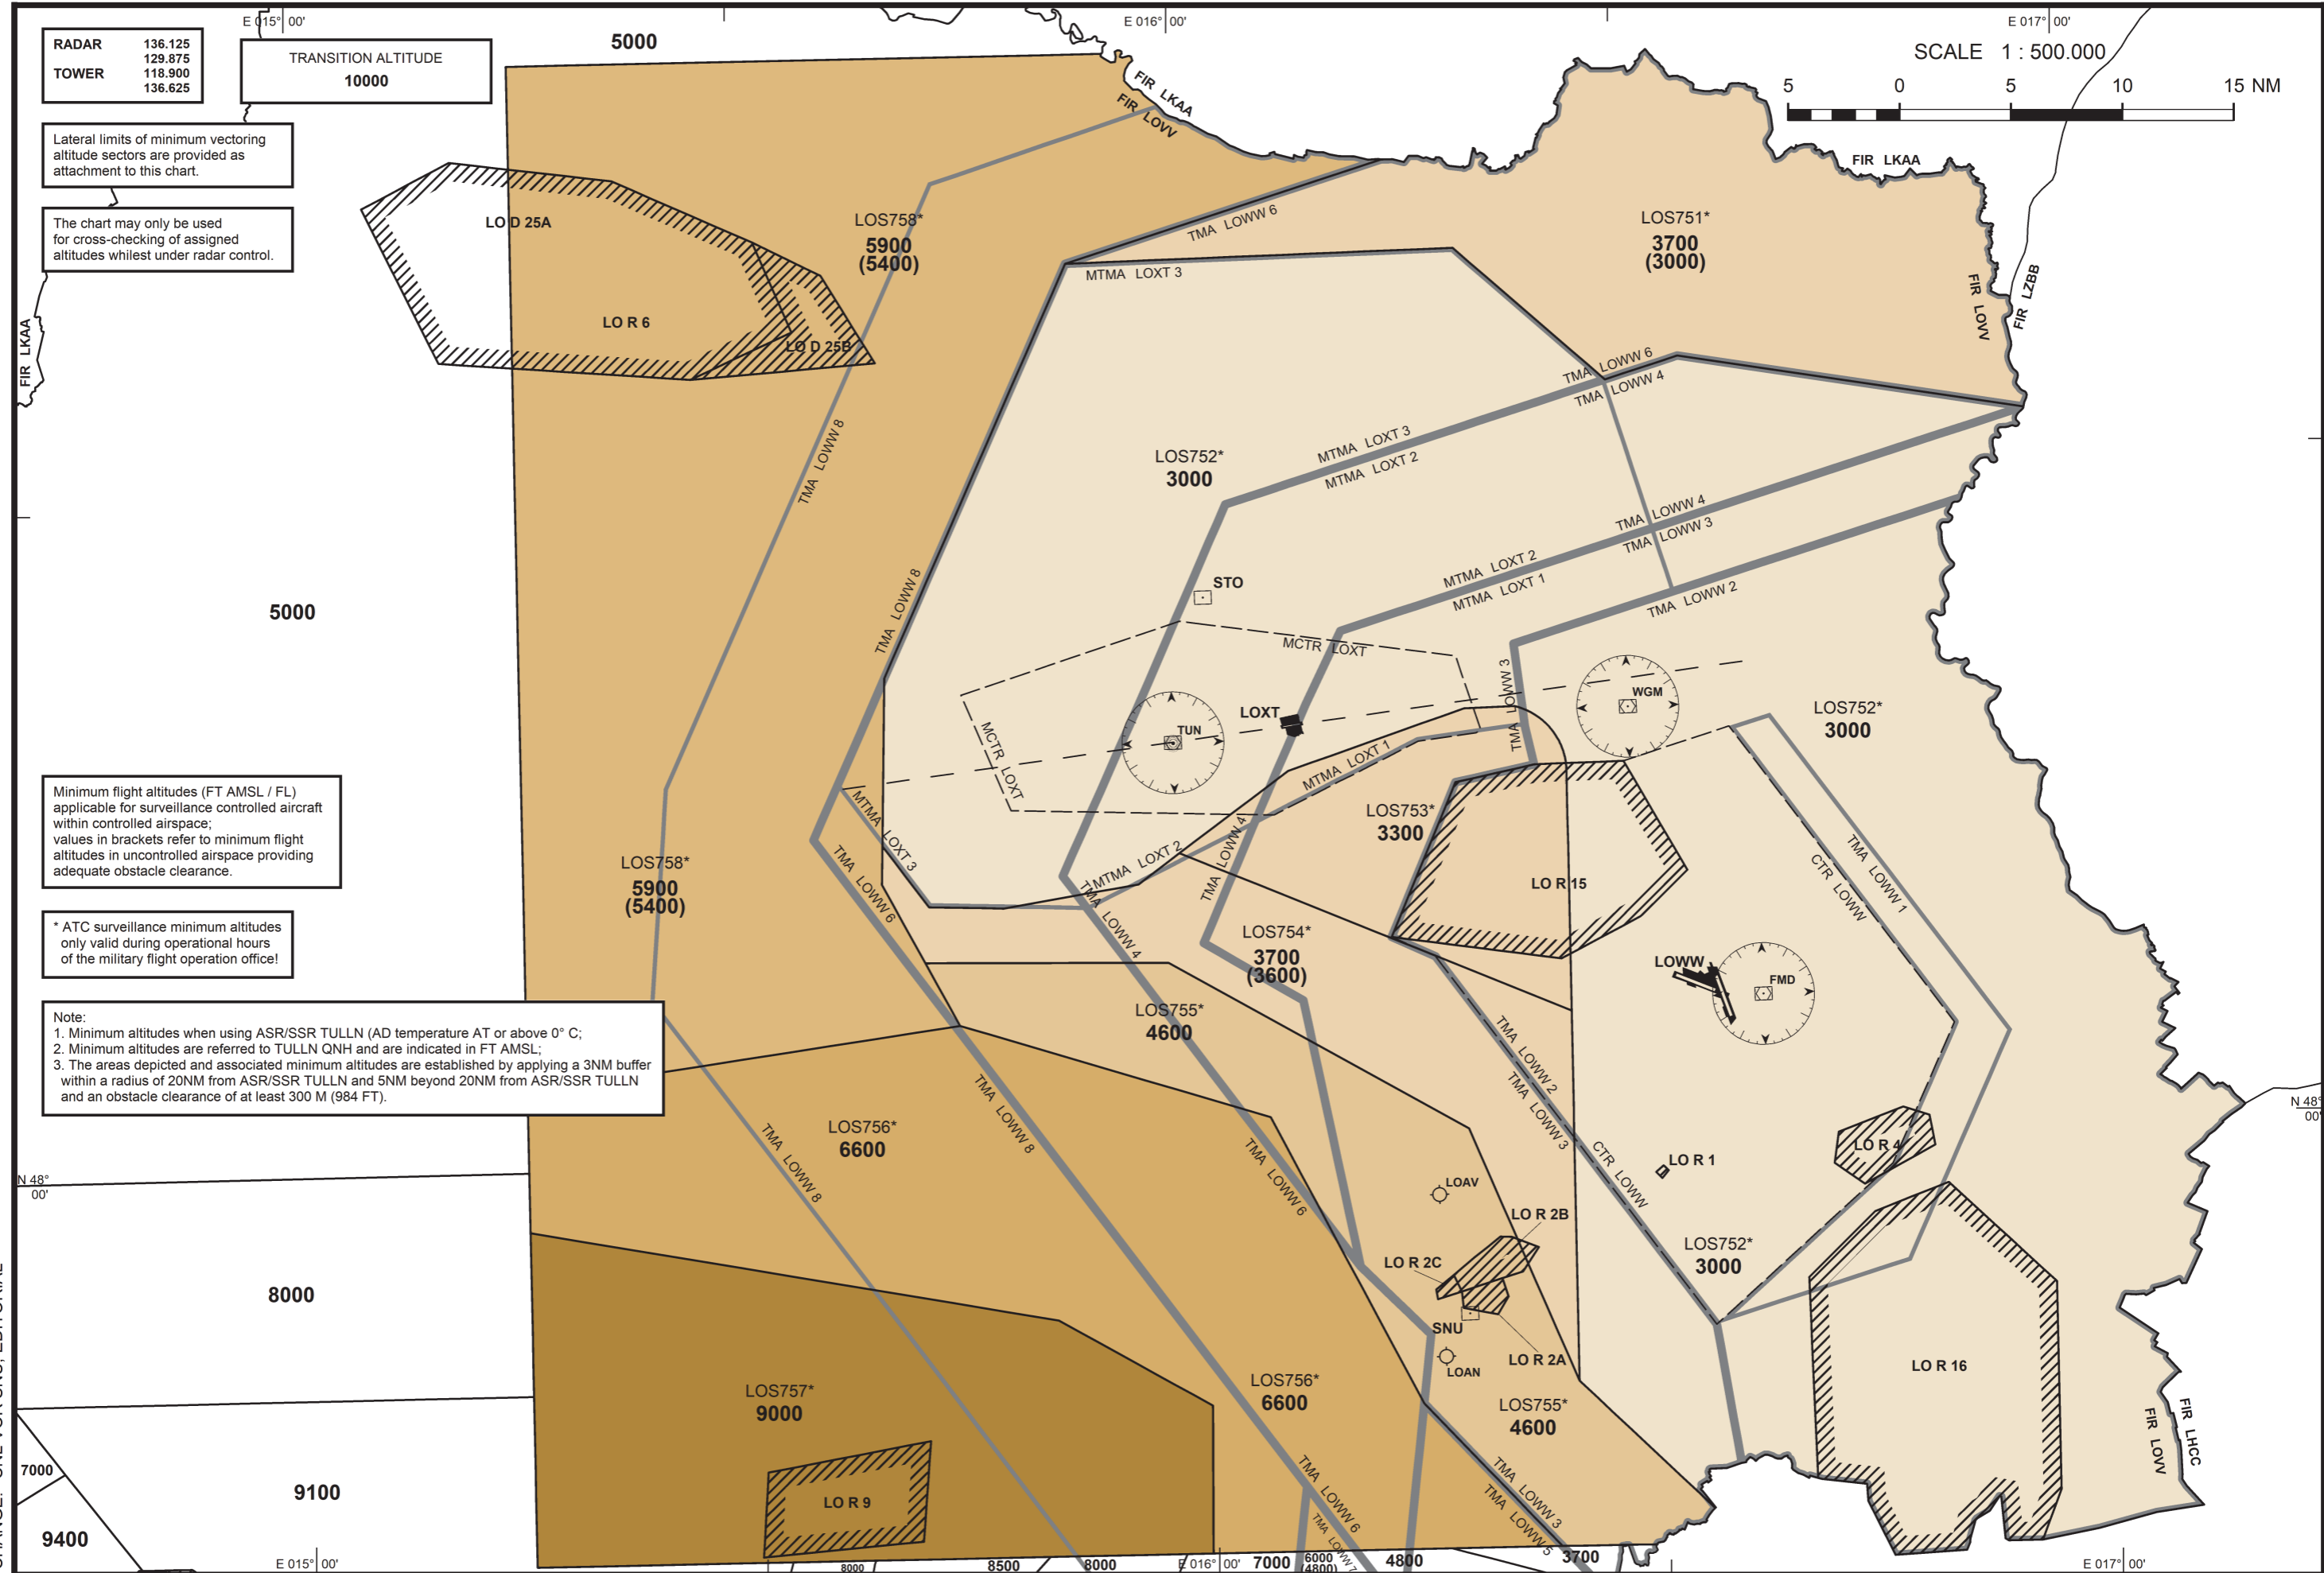 E 015° 00'
E 016° 00'
E 017° 00'
RADAR 136.125
129.875
TOWER 118.900
136.625
TRANSITION ALTITUDE
10000
5000
SCALE 1 : 500.000
5 0 5 10 15 NM
Lateral limits of minimum vectoring
altitude sectors are provided as
attachment to this chart.
The chart may only be used
for cross-checking of assigned
altitudes whilest under radar control.
FIR LKAA
FIR LOVV
FIR LKAA
FIR LKAA
FIR LZBB
FIR LOVV
LO D 25A
LO R 6
LO D 25B
LOS758*
5900
(5400)
TMA LOWW 6
MTMA LOXT 3
LOS751*
3700
(3000)
TMA LOWW 6
TMA LOWW 4
TMA LOWW 8
MTMA LOXT 3
MTMA LOXT 2
LOS752*
3000
TMA LOWW 4
TMA LOWW 3
MTMA LOXT 2
MTMA LOXT 1
TMA LOWW 2
STO
5000
TMA LOWW 8
MCTR LOXT
TMA LOWW 3
TMA LOWW 2
WGM
LOS752*
3000
LOXT
TUN
MCTR LOXT
MTMA LOXT 1
MTMA LOXT 3
MTMA LOXT 2
TMA LOWW 4
LOS753*
3300
LO R 15
CTR LOWW
TMA LOWW 1
Minimum flight altitudes (FT AMSL / FL)
applicable for surveillance controlled aircraft
within controlled airspace;
values in brackets refer to minimum flight
altitudes in uncontrolled airspace providing
adequate obstacle clearance.
LOS758*
5900
(5400)
TMA LOWW 6
TMA LOWW 4
LOS754*
3700
(3600)
LOWW
FMD
* ATC surveillance minimum altitudes
only valid during operational hours
of the military flight operation office!
LOS755*
4600
Note:
1. Minimum altitudes when using ASR/SSR TULLN (AD temperature AT or above 0° C;
2. Minimum altitudes are referred to TULLN QNH and are indicated in FT AMSL;
3. The areas depicted and associated minimum altitudes are established by applying a 3NM buffer
within a radius of 20NM from ASR/SSR TULLN and 5NM beyond 20NM from ASR/SSR TULLN
and an obstacle clearance of at least 300 M (984 FT).
TMA LOWW 2
TMA LOWW 3
TMA LOWW 8
TMA LOWW 8
LOS756*
6600
TMA LOWW 6
CTR LOWW
LO R 4
LO R 1
N 48°
00'
N 48°
00'
LOAV
LO R 2B
LO R 2C
SNU
LO R 2A
LOAN
LOS752*
3000
8000
LO R 16
LOS757*
9000
LOS756*
6600
LOS755*
4600
FIR LHCC
FIR LOVV
7000
9100
9400
LO R 9
TMA LOWW 6
TMA LOWW 7
TMA LOWW 3
TMA LOWW 5
E 015° 00'
8000
8500
8000
E 016° 00'
7000
6000
(4800)
4800
3700
E 017° 00'